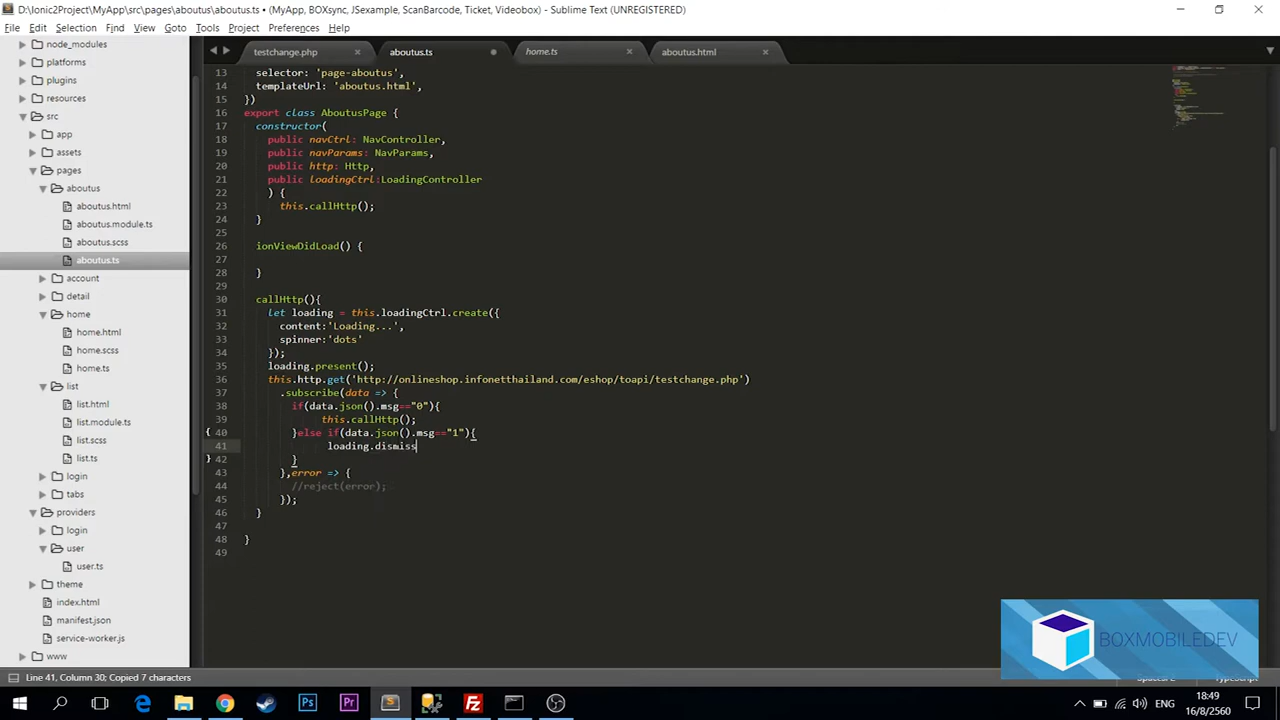 D:\Ionic2Project\MyApp\src\pages\aboutus\aboutus.ts • (MyApp, BOXsync, JSexample, ScanBarcode, Ticket, Videobox) - Sublime Text (UNREGISTERED)
File Edit Selection Find View Goto Tools Project Preferences Help
node_modules
platforms
plugins
resources
src
app
assets
pages
aboutus
aboutus.html
aboutus.module.ts
aboutus.scss
aboutus.ts
account
detail
home
home.html
home.scss
home.ts
list
list.html
list.module.ts
list.scss
list.ts
login
tabs
providers
login
user
user.ts
theme
index.html
manifest.json
service-worker.js
www
testchange.php aboutus.ts home.ts aboutus.html
13 selector: 'page-aboutus',
14 templateUrl: 'aboutus.html',
15 })
16 export class AboutusPage {
17 constructor(
18 public navCtrl: NavController,
19 public navParams: NavParams,
20 public http: Http,
21 public loadingCtrl:LoadingController
22 ) {
23 this.callHttp();
24 }
25
26 ionViewDidLoad() {
27
28 }
29
30 callHttp(){
31 let loading = this.loadingCtrl.create({
32 content:'Loading...',
33 spinner:'dots'
34 });
35 loading.present();
36 this.http.get('http://onlineshop.infonetthailand.com/eshop/toapi/testchange.php')
37 .subscribe(data => {
38 if(data.json().msg=="0"){
39 this.callHttp();
40 }else if(data.json().msg=="1"){
41 loading.dismiss
42 }
43 },error => {
44 //reject(error);
45 });
46 }
47
48 }
49
BOXMOBILEDEV
Line 41, Column 30; Copied 7 characters
ENG
18:49
16/8/2560